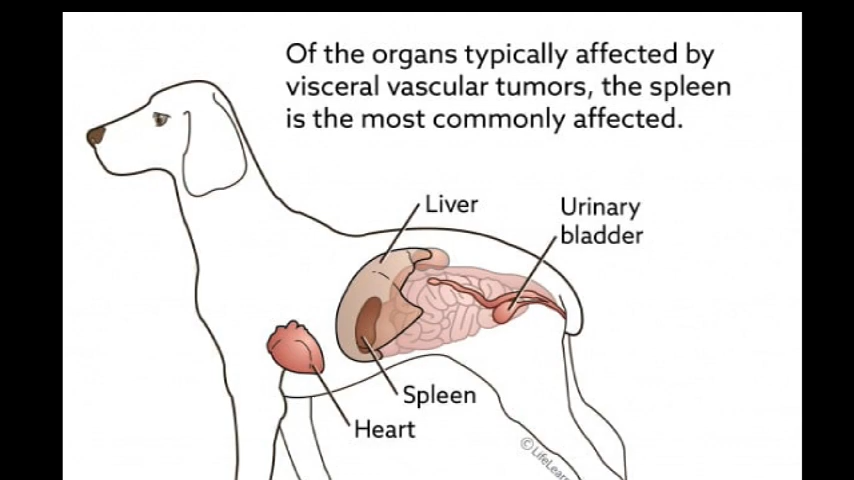 Of the organs typically affected by
visceral vascular tumors, the spleen
is the most commonly affected.
Liver
Urinary
bladder
Spleen
Heart